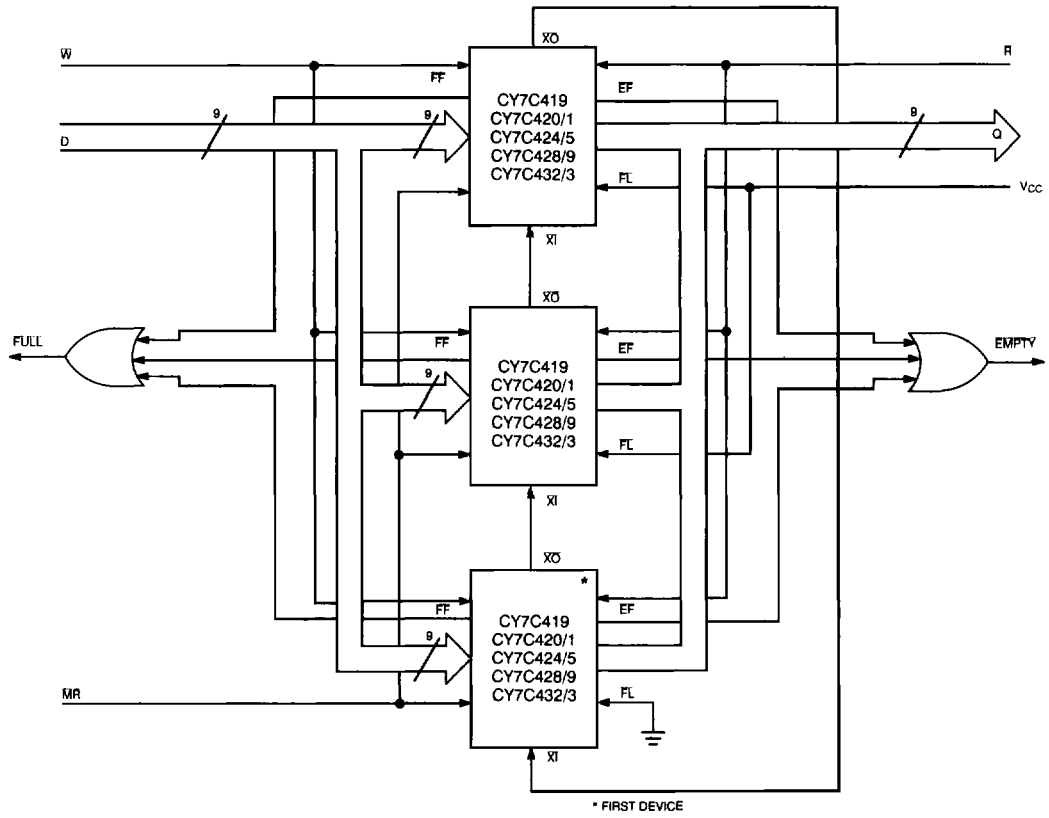 XO
W
R
FF
EF
CY7C419
CY7C420/1
CY7C424/5
CY7C428/9
CY7C432/3
9
9
9
D
Q
FL
VCC
XI
XO
FULL
FF
EF
EMPTY
CY7C419
CY7C420/1
CY7C424/5
CY7C428/9
CY7C432/3
9
FL
XI
XO
*
FF
EF
CY7C419
CY7C420/1
CY7C424/5
CY7C428/9
CY7C432/3
9
MR
FL
XI
* FIRST DEVICE